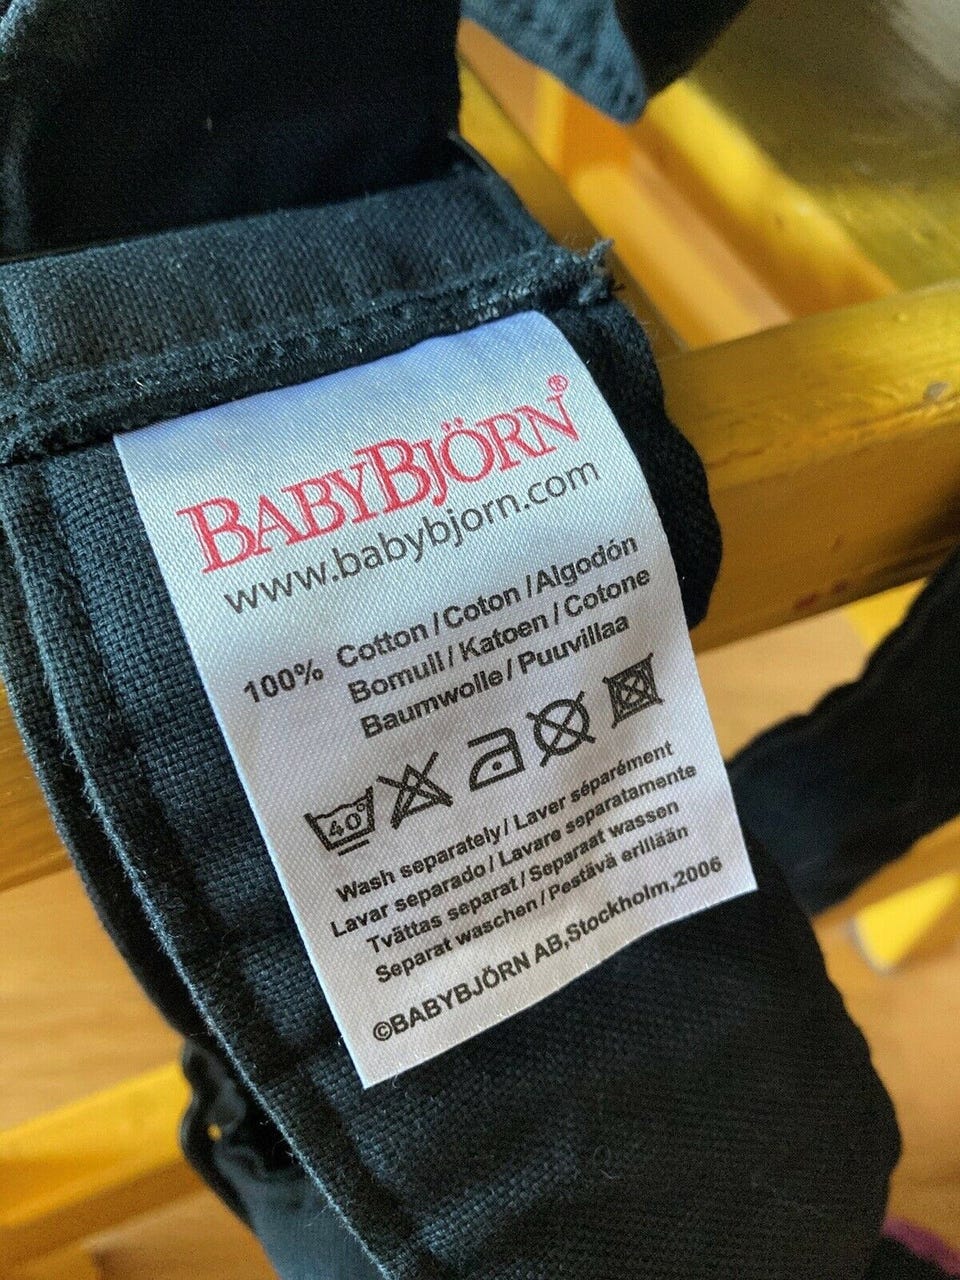 BABYBJÖRN®
www.babybjorn.com
100% Cotton/Coton/Algodón
Bomull/Katoen/Cotone
Baumwolle/Puuvillaa
40°
Wash separately/Laver séparément
Lavar separado/Lavare separatamente
Tvättas separat/Separaat wassen
Separat waschen/Pestävä erillään
©BABYBJÖRN AB,Stockholm,2006